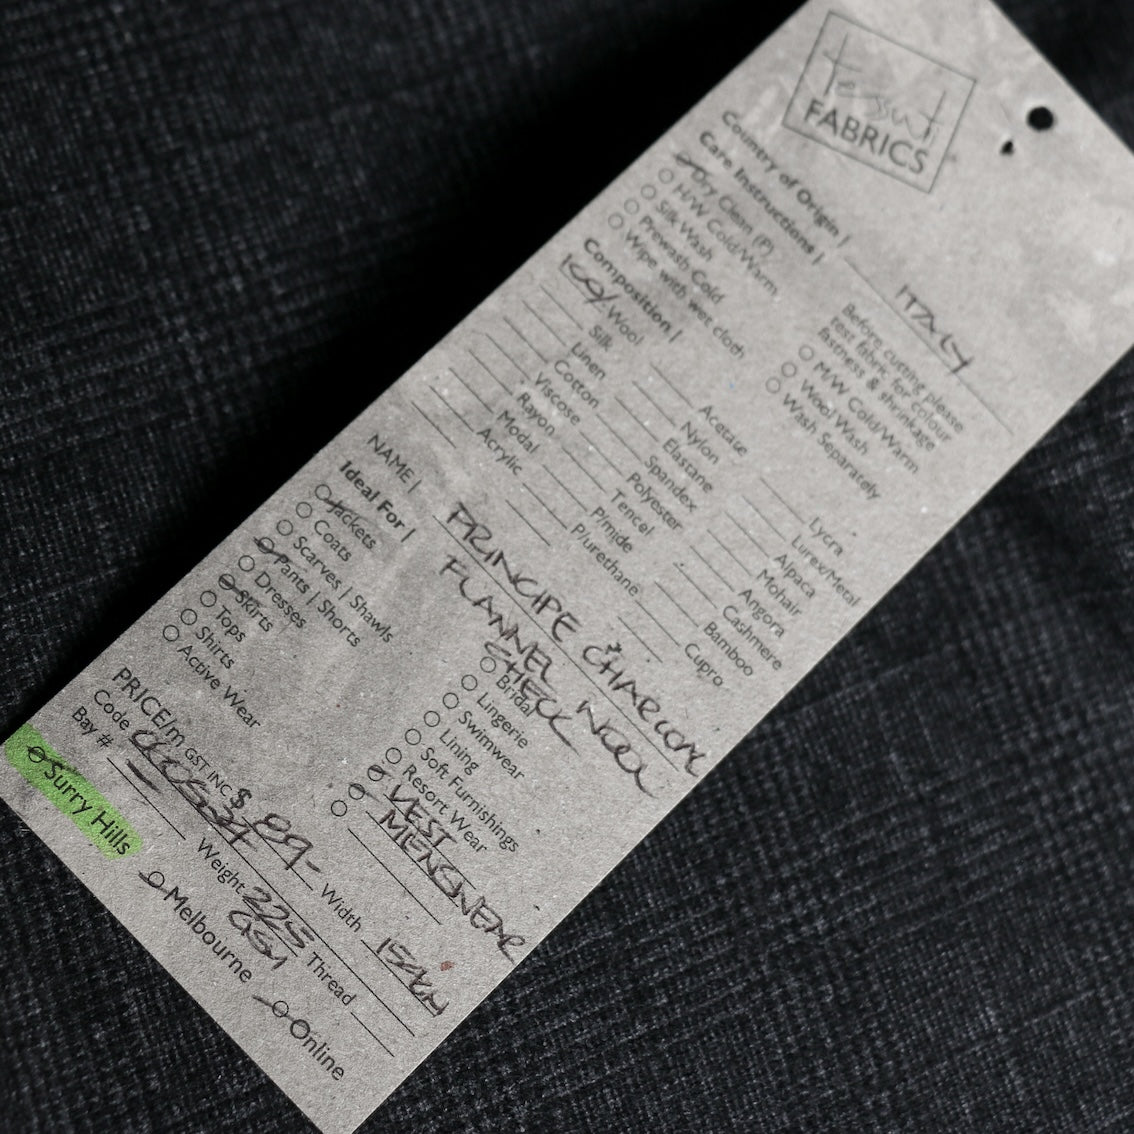 Tessuti
FABRICS
Country of Origin | ITALY
Care Instructions |
Dry Clean (P)
H/W Cold/Warm
Silk Wash
Prewash Cold
Wipe with wet cloth
Before cutting please
test fabric for colour
fastness & shrinkage
M/W Cold/Warm
Wool Wash
Wash Separately
Composition |
100% Wool
Silk
Linen
Cotton
Viscose
Rayon
Modal
Acrylic
Acetate
Nylon
Elastane
Spandex
Polyester
Tencel
P/mide
P/urethane
Lycra
Lurex/Metal
Alpaca
Mohair
Angora
Cashmere
Bamboo
Cupro
NAME | PRINCIPE CHARCOAL
FLANNEL WOOL
CHECK
Ideal For |
Jackets
Coats
Scarves | Shawls
Pants | Shorts
Dresses
Skirts
Tops
Shirts
Active Wear
Bridal
Lingerie
Swimwear
Lining
Soft Furnishings
Resort Wear
VEST
MENSWEAR
PRICE/m GST INC $ 89- Width 154cm
Code
Weight 225 GSM Thread
Bay #
Surry Hills
Melbourne
Online